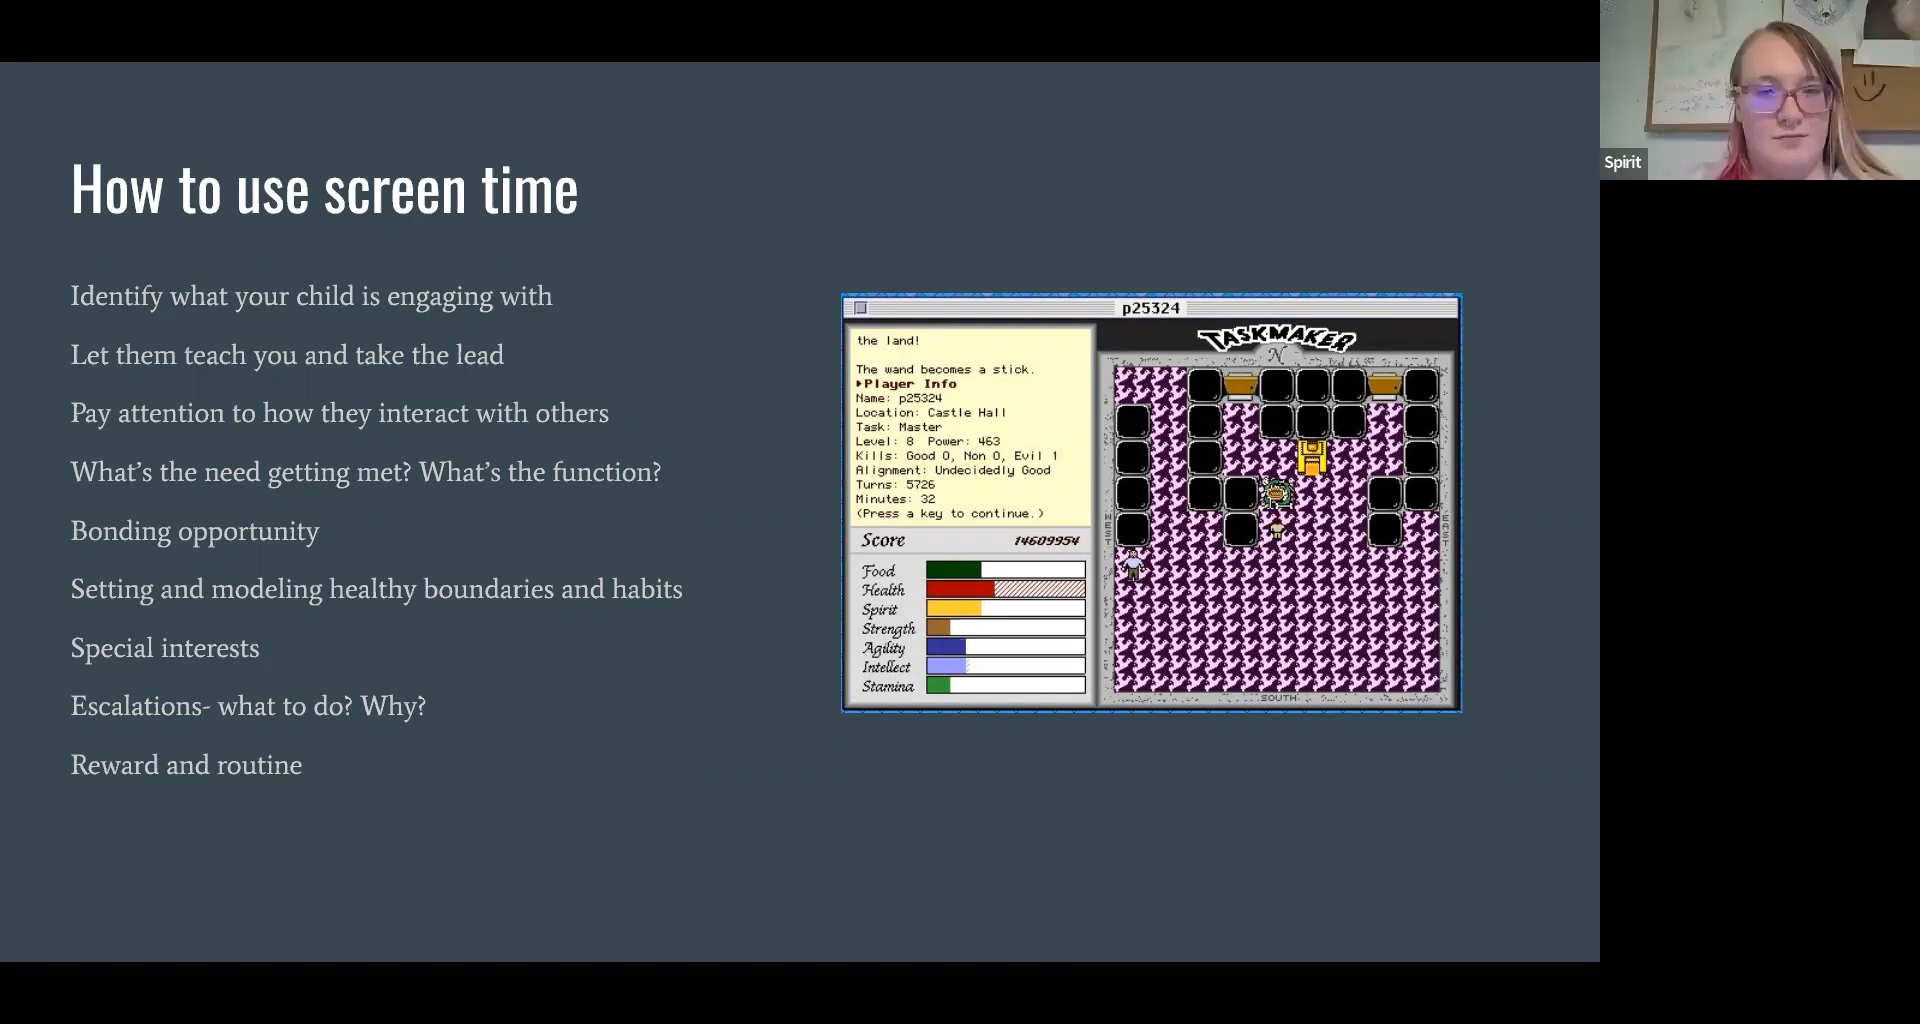 How to use screen time
Identify what your child is engaging with
Let them teach you and take the lead
Pay attention to how they interact with others
What's the need getting met? What's the function?
Bonding opportunity
Setting and modeling healthy boundaries and habits
Special interests
Escalations- what to do? Why?
Reward and routine
p25324
the land!
The wand becomes a stick.
Player Info
Name: p25324
Location: Castle Hall
Task: Master
Level: 8 Power: 463
Kills: Good 0, Non 0, Evil 1
Alignment: Undecidedly Good
Turns: 5726
Minutes: 32
(Press a key to continue.)
Score 14609954
Food
Health
Spirit
Strength
Agility
Intellect
Stamina
TASKMAKER
N
WEST
EAST
SOUTH
Spirit